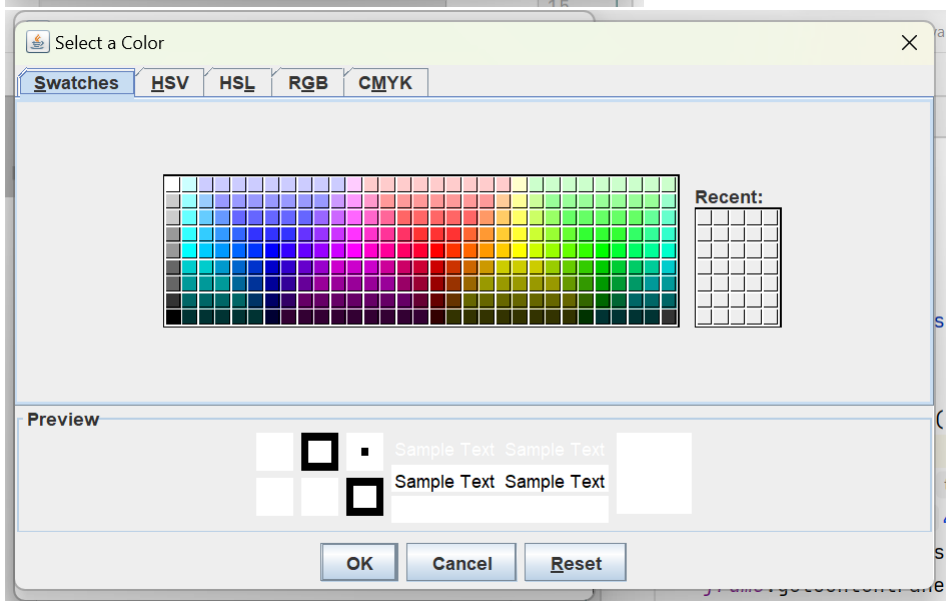 15
Select a Color
Swatches HSV HSL RGB CMYK
Recent:
Preview
Sample Text Sample Text
Sample Text Sample Text
OK Cancel Reset